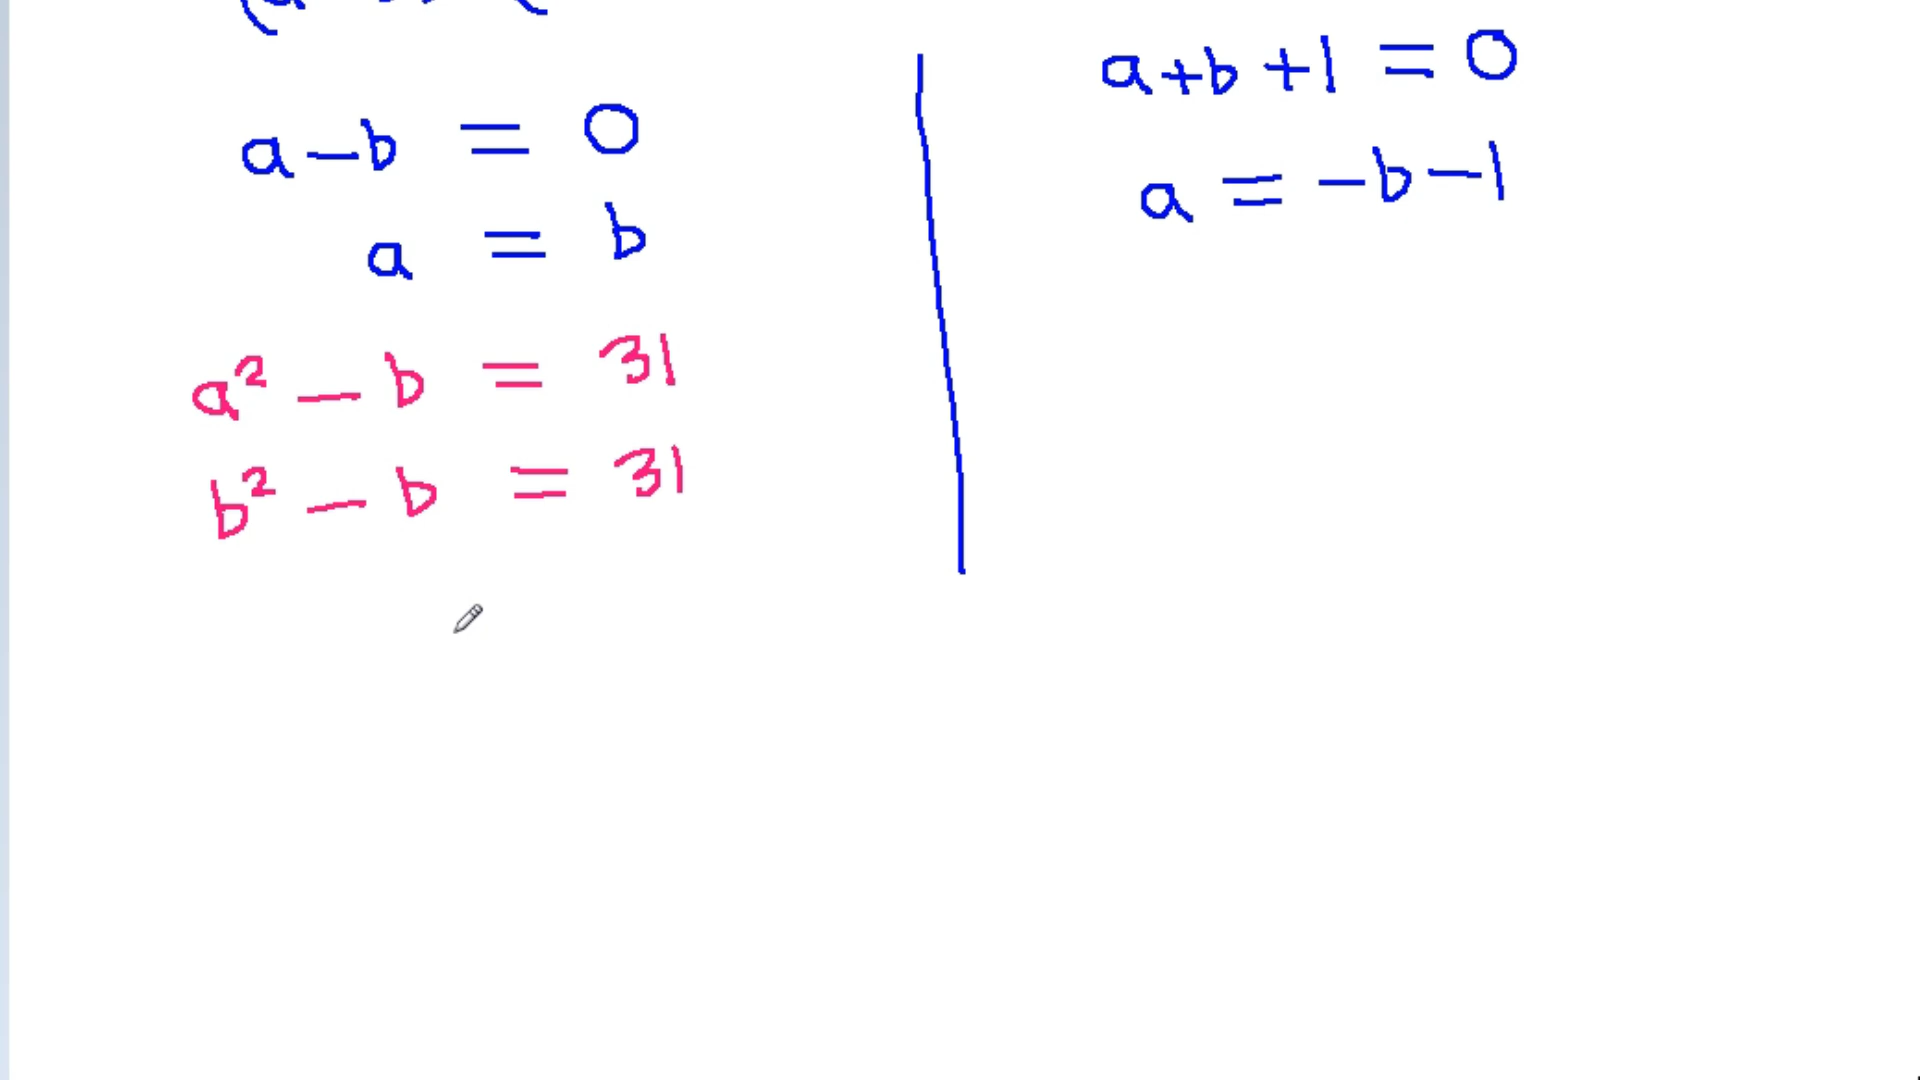 a-b = 0
a = b
a² - b = 31
b² - b = 31
a+b+1 = 0
a = -b-1